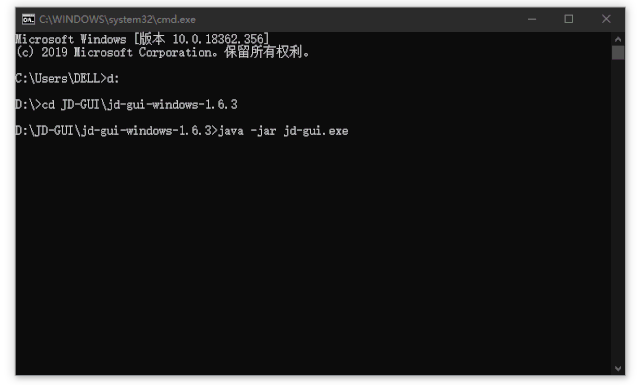 C:\WINDOWS\system32\cmd.exe
Microsoft Windows [版本 10.0.18362.356]
(c) 2019 Microsoft Corporation。保留所有权利。
C:\Users\DELL>d:
D:\>cd JD-GUI\jd-gui-windows-1.6.3
D:\JD-GUI\jd-gui-windows-1.6.3>java -jar jd-gui.exe